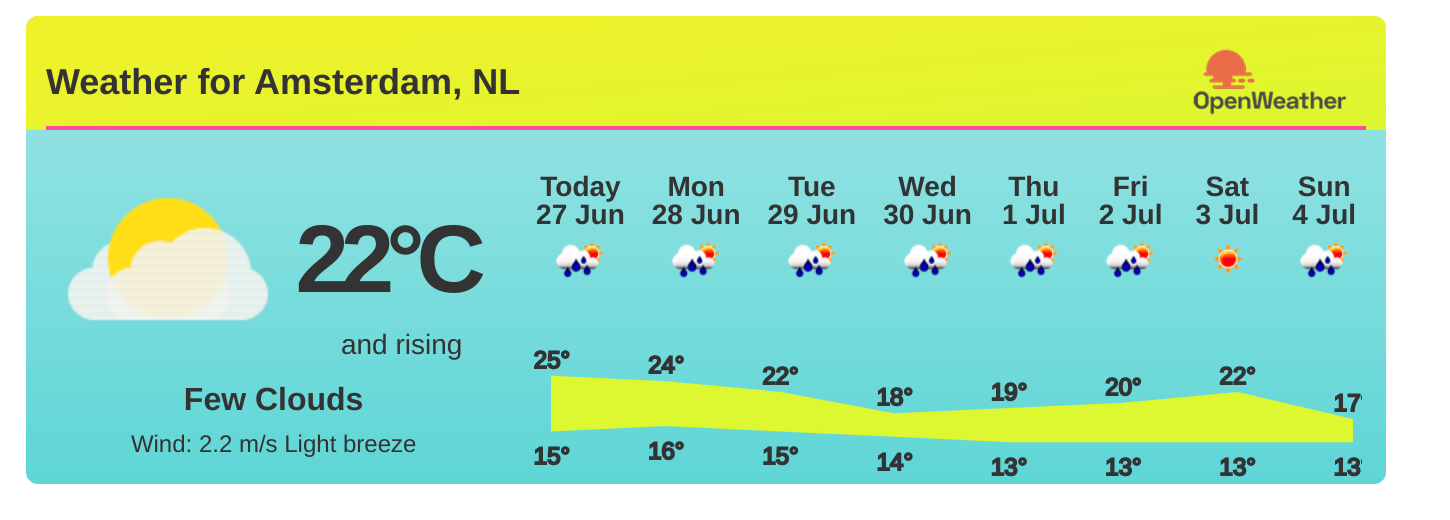 Weather for Amsterdam, NL
OpenWeather
22°C
and rising
Few Clouds
Wind: 2.2 m/s Light breeze
Today Mon Tue Wed Thu Fri Sat Sun
27 Jun 28 Jun 29 Jun 30 Jun 1 Jul 2 Jul 3 Jul 4 Jul
25° 24° 22° 18° 19° 20° 22° 17°
15° 16° 15° 14° 13° 13° 13° 13°